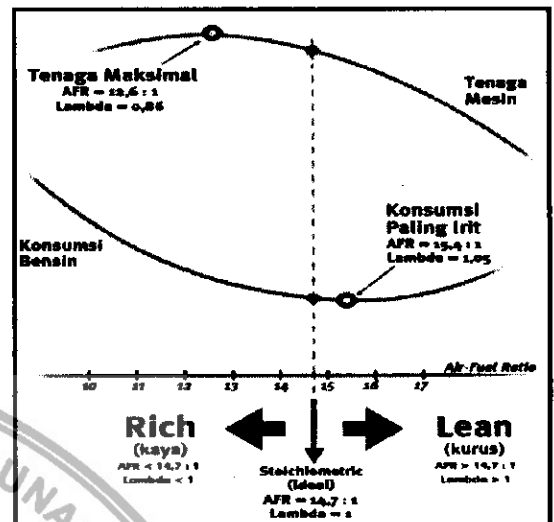 Tenaga Maksimal
AFR = 12,6 : 1
Lambda = 0,86
Tenaga
Mesin
Konsumsi
Paling Irit
AFR = 15,4 : 1
Lambda = 1,05
Konsumsi
Bensin
Air-Fuel Ratio
10 11 12 13 14 15 16 17
Rich
(kaya)
AFR < 14,7 : 1
Lambda < 1
Stoichiometric
(Ideal)
AFR = 14,7 : 1
Lambda = 1
Lean
(kurus)
AFR > 14,7 : 1
Lambda > 1
UNA